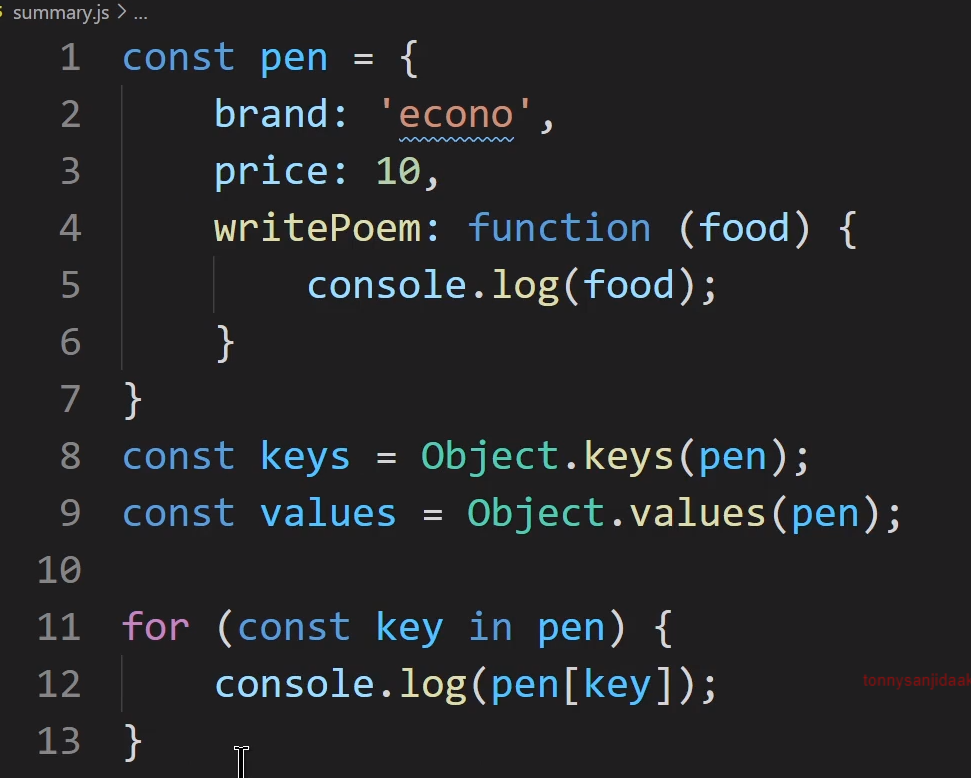 summary.js > ...
1 const pen = {
2     brand: 'econo',
3     price: 10,
4     writePoem: function (food) {
5         console.log(food);
6     }
7 }
8 const keys = Object.keys(pen);
9 const values = Object.values(pen);
10
11 for (const key in pen) {
12     console.log(pen[key]);
13 }
tonnysanjidaak